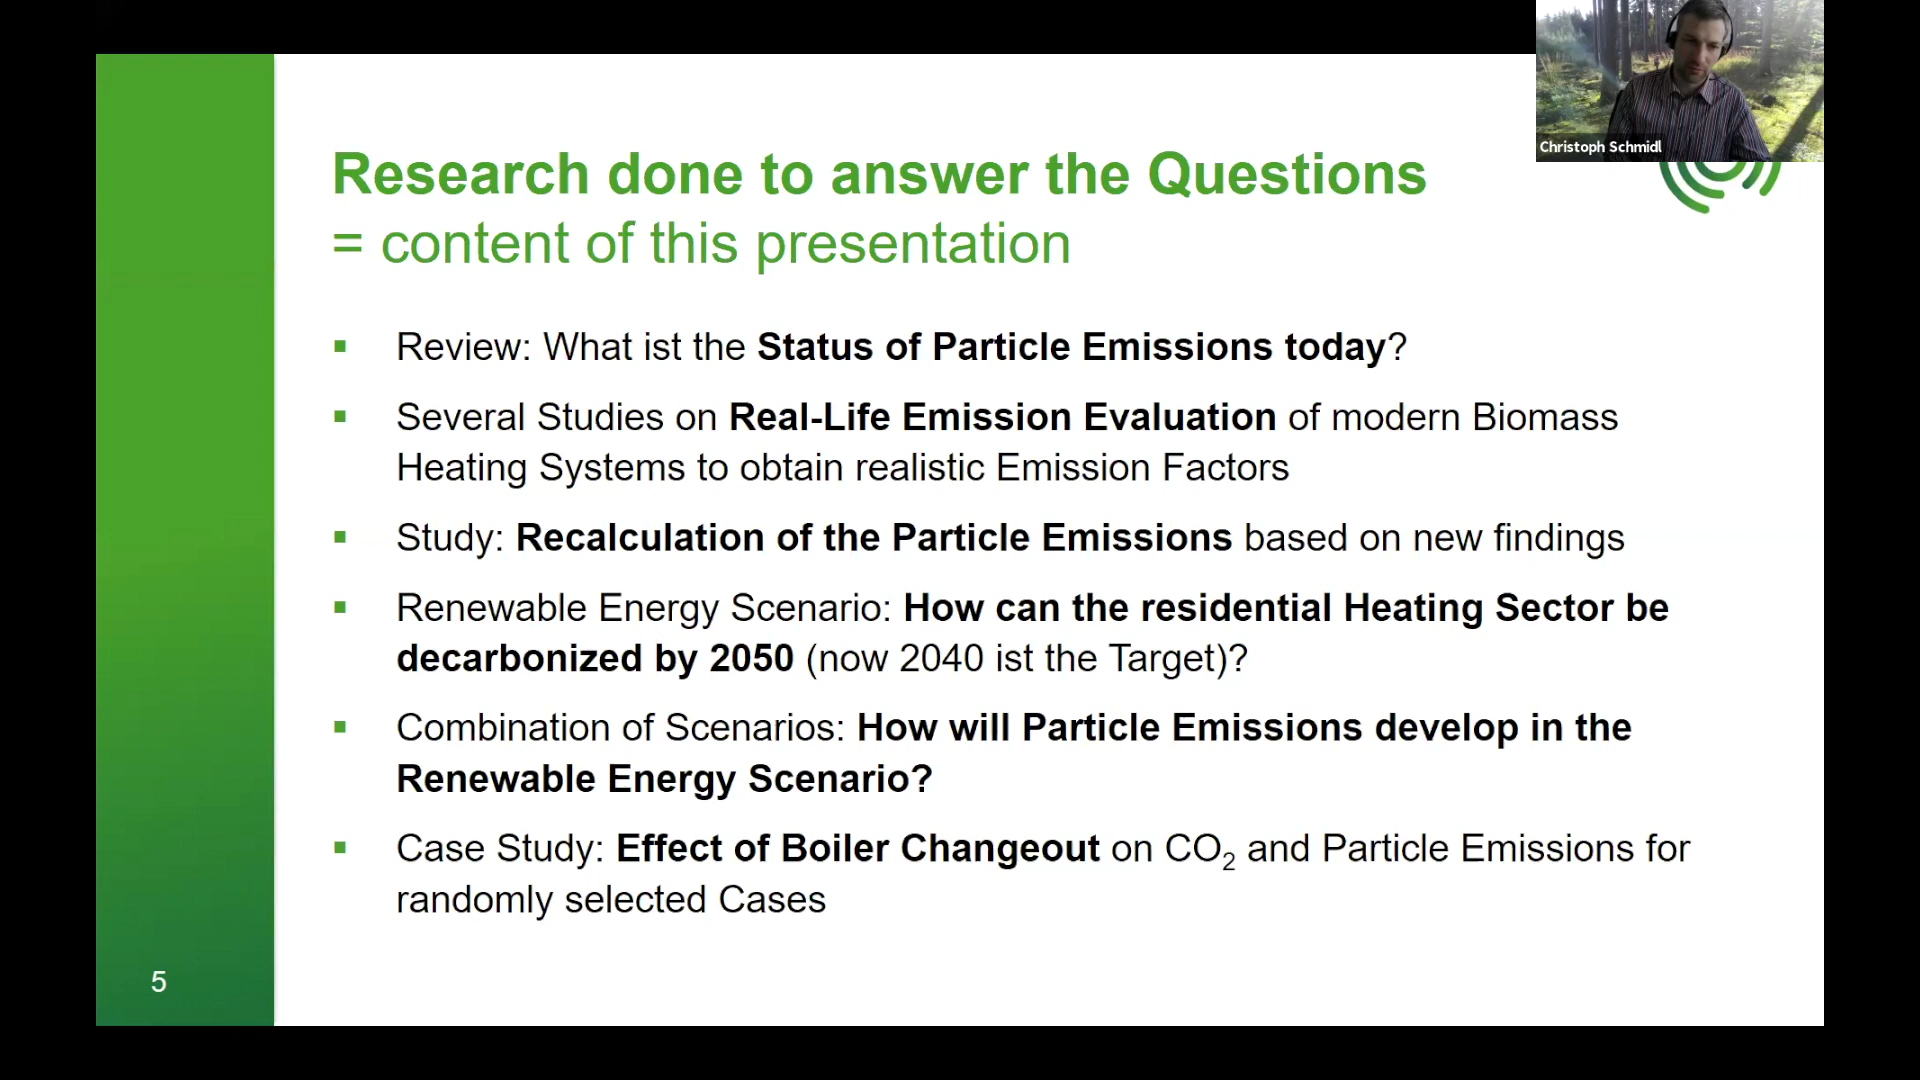 Christoph Schmidl
Research done to answer the Questions
= content of this presentation
▪ Review: What ist the Status of Particle Emissions today?
▪ Several Studies on Real-Life Emission Evaluation of modern Biomass
Heating Systems to obtain realistic Emission Factors
▪ Study: Recalculation of the Particle Emissions based on new findings
▪ Renewable Energy Scenario: How can the residential Heating Sector be
decarbonized by 2050 (now 2040 ist the Target)?
▪ Combination of Scenarios: How will Particle Emissions develop in the
Renewable Energy Scenario?
▪ Case Study: Effect of Boiler Changeout on CO₂ and Particle Emissions for
randomly selected Cases
5